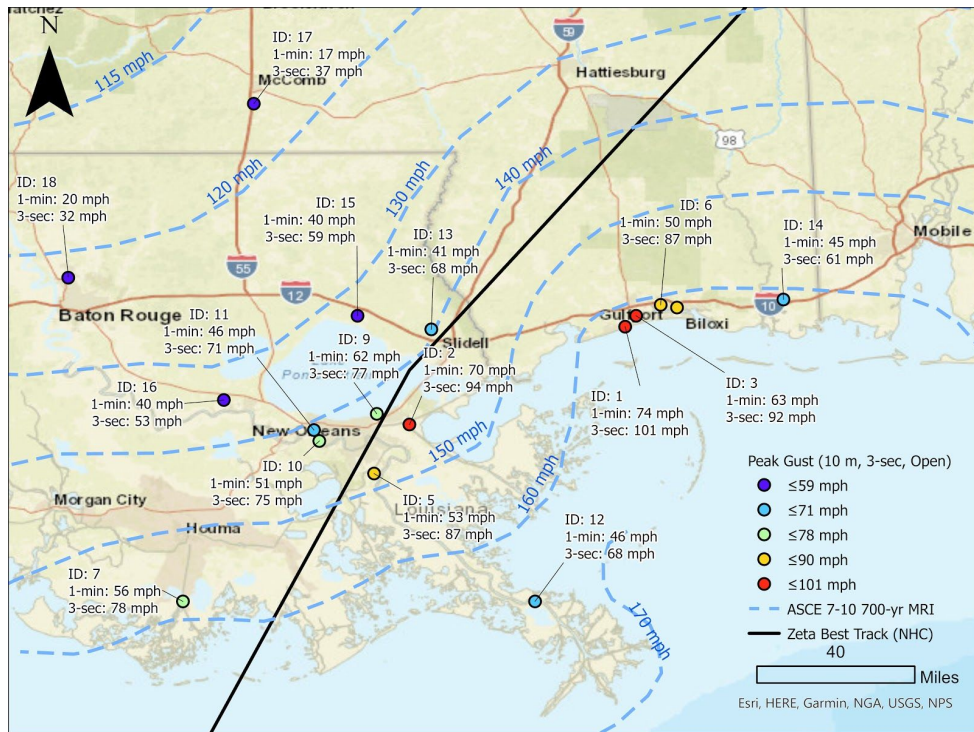 Natchez
N
115 mph
ID: 17
1-min: 17 mph
3-sec: 37 mph
McComb
59
Hattiesburg
98
120 mph
130 mph
140 mph
ID: 18
1-min: 20 mph
3-sec: 32 mph
ID: 15
1-min: 40 mph
3-sec: 59 mph
ID: 13
1-min: 41 mph
3-sec: 68 mph
ID: 6
1-min: 50 mph
3-sec: 87 mph
ID: 14
1-min: 45 mph
3-sec: 61 mph
Mobile
55
12
10
Baton Rouge
ID: 11
1-min: 46 mph
3-sec: 71 mph
Gulfport
Biloxi
Slidell
ID: 9
1-min: 62 mph
3-sec: 77 mph
ID: 2
1-min: 70 mph
3-sec: 94 mph
ID: 16
1-min: 40 mph
3-sec: 53 mph
ID: 1
1-min: 74 mph
3-sec: 101 mph
ID: 3
1-min: 63 mph
3-sec: 92 mph
New Orleans
150 mph
160 mph
ID: 10
1-min: 51 mph
3-sec: 75 mph
Morgan City
Houma
Louisiana
ID: 5
1-min: 53 mph
3-sec: 87 mph
ID: 12
1-min: 46 mph
3-sec: 68 mph
ID: 7
1-min: 56 mph
3-sec: 78 mph
170 mph
Peak Gust (10 m, 3-sec, Open)
≤59 mph
≤71 mph
≤78 mph
≤90 mph
≤101 mph
ASCE 7-10 700-yr MRI
Zeta Best Track (NHC)
40
Miles
Esri, HERE, Garmin, NGA, USGS, NPS